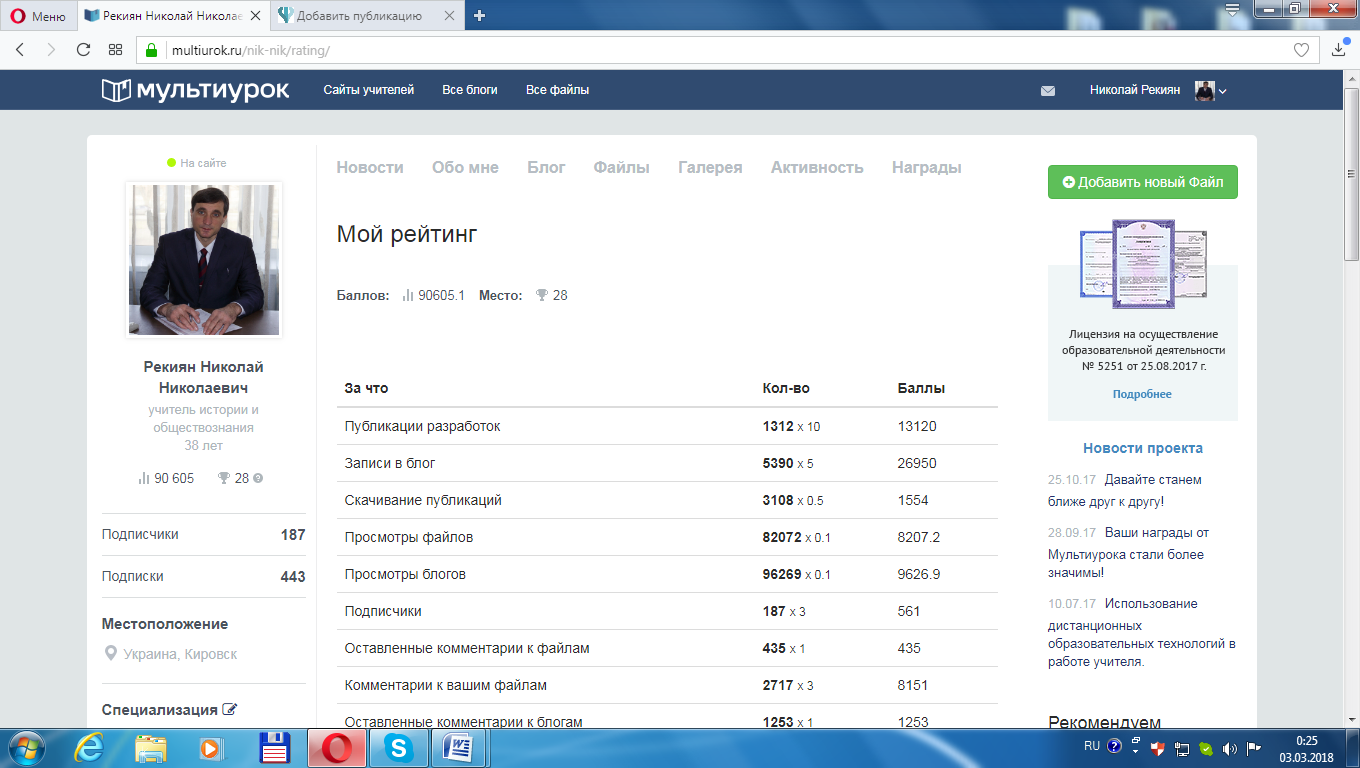 Меню
Рекиян Николай Николае
Добавить публикацию
multiurok.ru/nik-nik/rating/
мультиурок
Сайты учителей Все блоги Все файлы
Николай Рекиян
На сайте
Рекиян Николай
Николаевич
учитель истории и
обществознания
38 лет
90 605 28
Подписчики 187
Подписки 443
Местоположение
Украина, Кировск
Специализация
Новости Обо мне Блог Файлы Галерея Активность Награды
Мой рейтинг
Баллов: 90605.1 Место: 28
За что Кол-во Баллы
Публикации разработок 1312 x 10 13120
Записи в блог 5390 x 5 26950
Скачивание публикаций 3108 x 0.5 1554
Просмотры файлов 82072 x 0.1 8207.2
Просмотры блогов 96269 x 0.1 9626.9
Подписчики 187 x 3 561
Оставленные комментарии к файлам 435 x 1 435
Комментарии к вашим файлам 2717 x 3 8151
Оставленные комментарии к блогам 1253 x 1 1253
Добавить новый Файл
Лицензия на осуществление
образовательной деятельности
№ 5251 от 25.08.2017 г.
Подробнее
Новости проекта
25.10.17 Давайте станем
ближе друг к другу!
28.09.17 Ваши награды от
Мультиурока стали более
значимы!
10.07.17 Использование
дистанционных
образовательных технологий в
работе учителя.
Рекомендуем
RU
0:25
03.03.2018